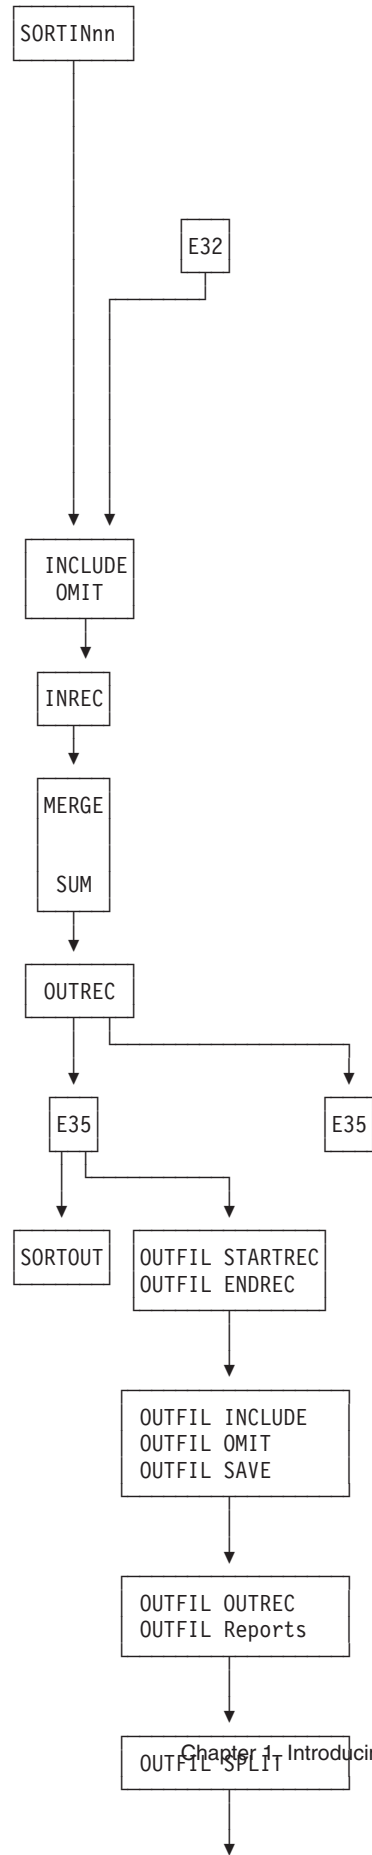 SORTINnn
E32
INCLUDE
OMIT
INREC
MERGE
SUM
OUTREC
E35
E35
SORTOUT
OUTFIL STARTREC
OUTFIL ENDREC
OUTFIL INCLUDE
OUTFIL OMIT
OUTFIL SAVE
OUTFIL OUTREC
OUTFIL Reports
OUTFIL SPLIT
Chapter 1. Introducin